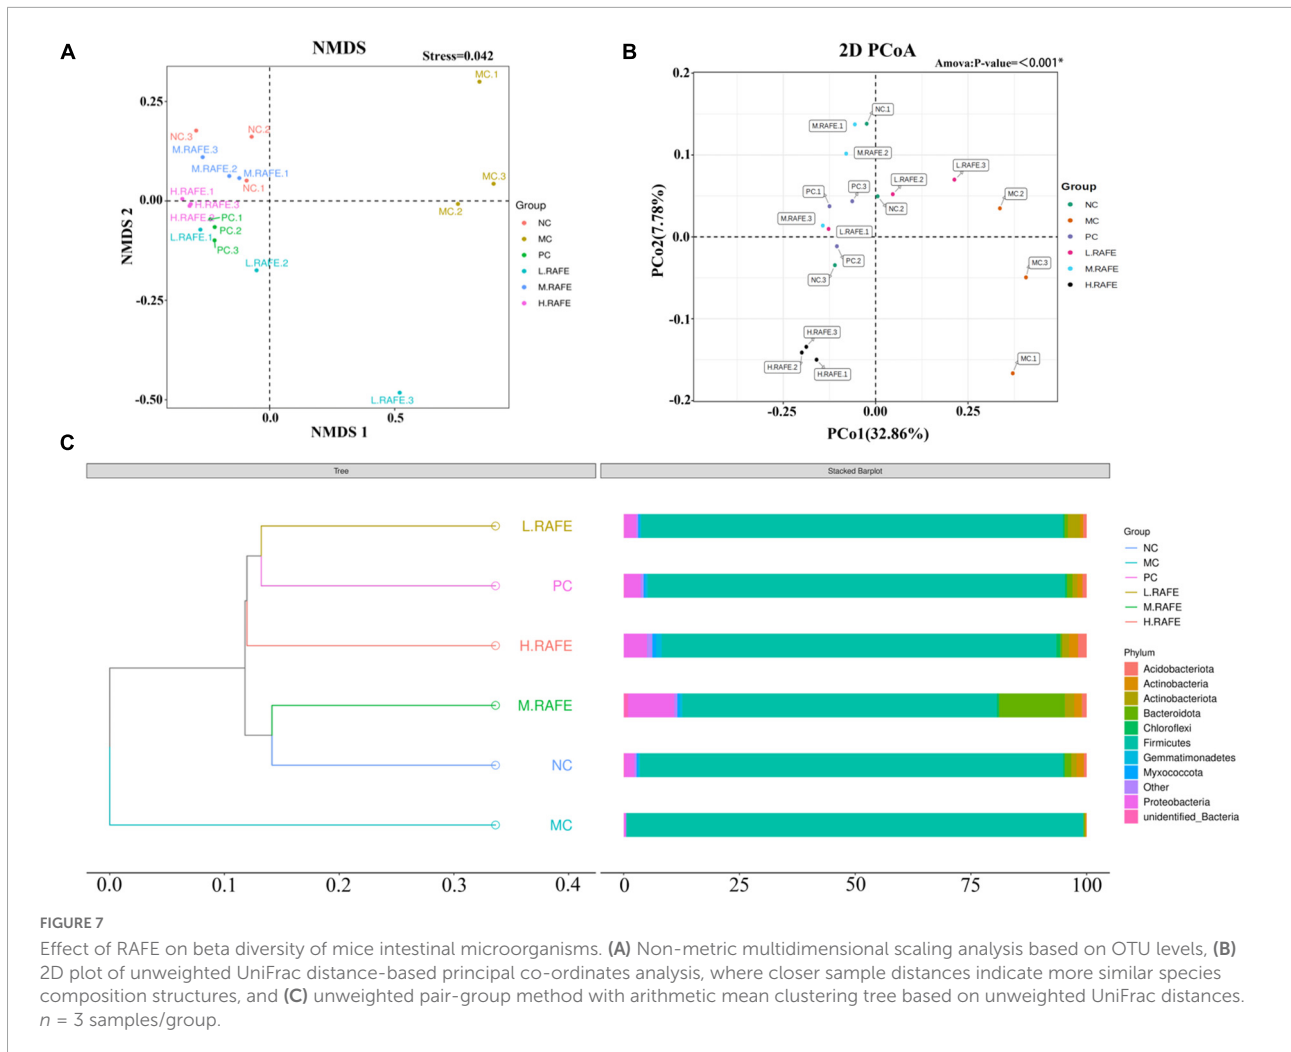 A
NMDS
Stress=0.042
MC.1
0.25
NC.3
NC.2
M.RAFE.3
M.RAFE.2
M.RAFE.1
NC.1
MC.3
MC.2
H.RAFE.1
H.RAFE.3
H.RAFE.2
0.00
PC.1
PC.2
PC.3
L.RAFE.1
L.RAFE.2
-0.25
L.RAFE.3
-0.50
0.0
0.5
NMDS 1
NMDS 2
Group
NC
MC
PC
L.RAFE
M.RAFE
H.RAFE
B
2D PCoA
Amova:P-value=<0.001*
0.2
NC.1
M.RAFE.1
0.1
M.RAFE.2
L.RAFE.3
PC.1
PC.3
L.RAFE.2
MC.2
NC.2
M.RAFE.3
L.RAFE.1
0.0
PC.2
NC.3
MC.3
-0.1
H.RAFE.3
H.RAFE.2
H.RAFE.1
MC.1
-0.2
-0.25
0.00
0.25
PCo1(32.86%)
PCo2(7.78%)
Group
NC
MC
PC
L.RAFE
M.RAFE
H.RAFE
C
Tree
Stacked Barplot
L.RAFE
PC
H.RAFE
M.RAFE
NC
MC
0.0 0.1 0.2 0.3 0.4
0 25 50 75 100
Group
NC
MC
PC
L.RAFE
M.RAFE
H.RAFE
Phylum
Acidobacteriota
Actinobacteria
Actinobacteriota
Bacteroidota
Chloroflexi
Firmicutes
Gemmatimonadetes
Myxococcota
Other
Proteobacteria
unidentified_Bacteria
FIGURE 7
Effect of RAFE on beta diversity of mice intestinal microorganisms. (A) Non-metric multidimensional scaling analysis based on OTU levels, (B)
2D plot of unweighted UniFrac distance-based principal co-ordinates analysis, where closer sample distances indicate more similar species
composition structures, and (C) unweighted pair-group method with arithmetic mean clustering tree based on unweighted UniFrac distances.
n = 3 samples/group.